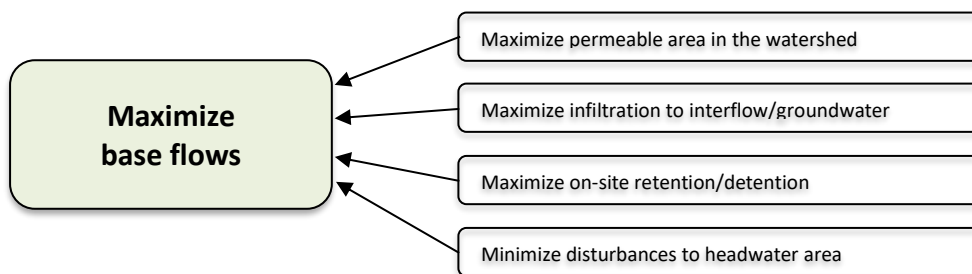 Maximize
base flows
Maximize permeable area in the watershed
Maximize infiltration to interflow/groundwater
Maximize on-site retention/detention
Minimize disturbances to headwater area